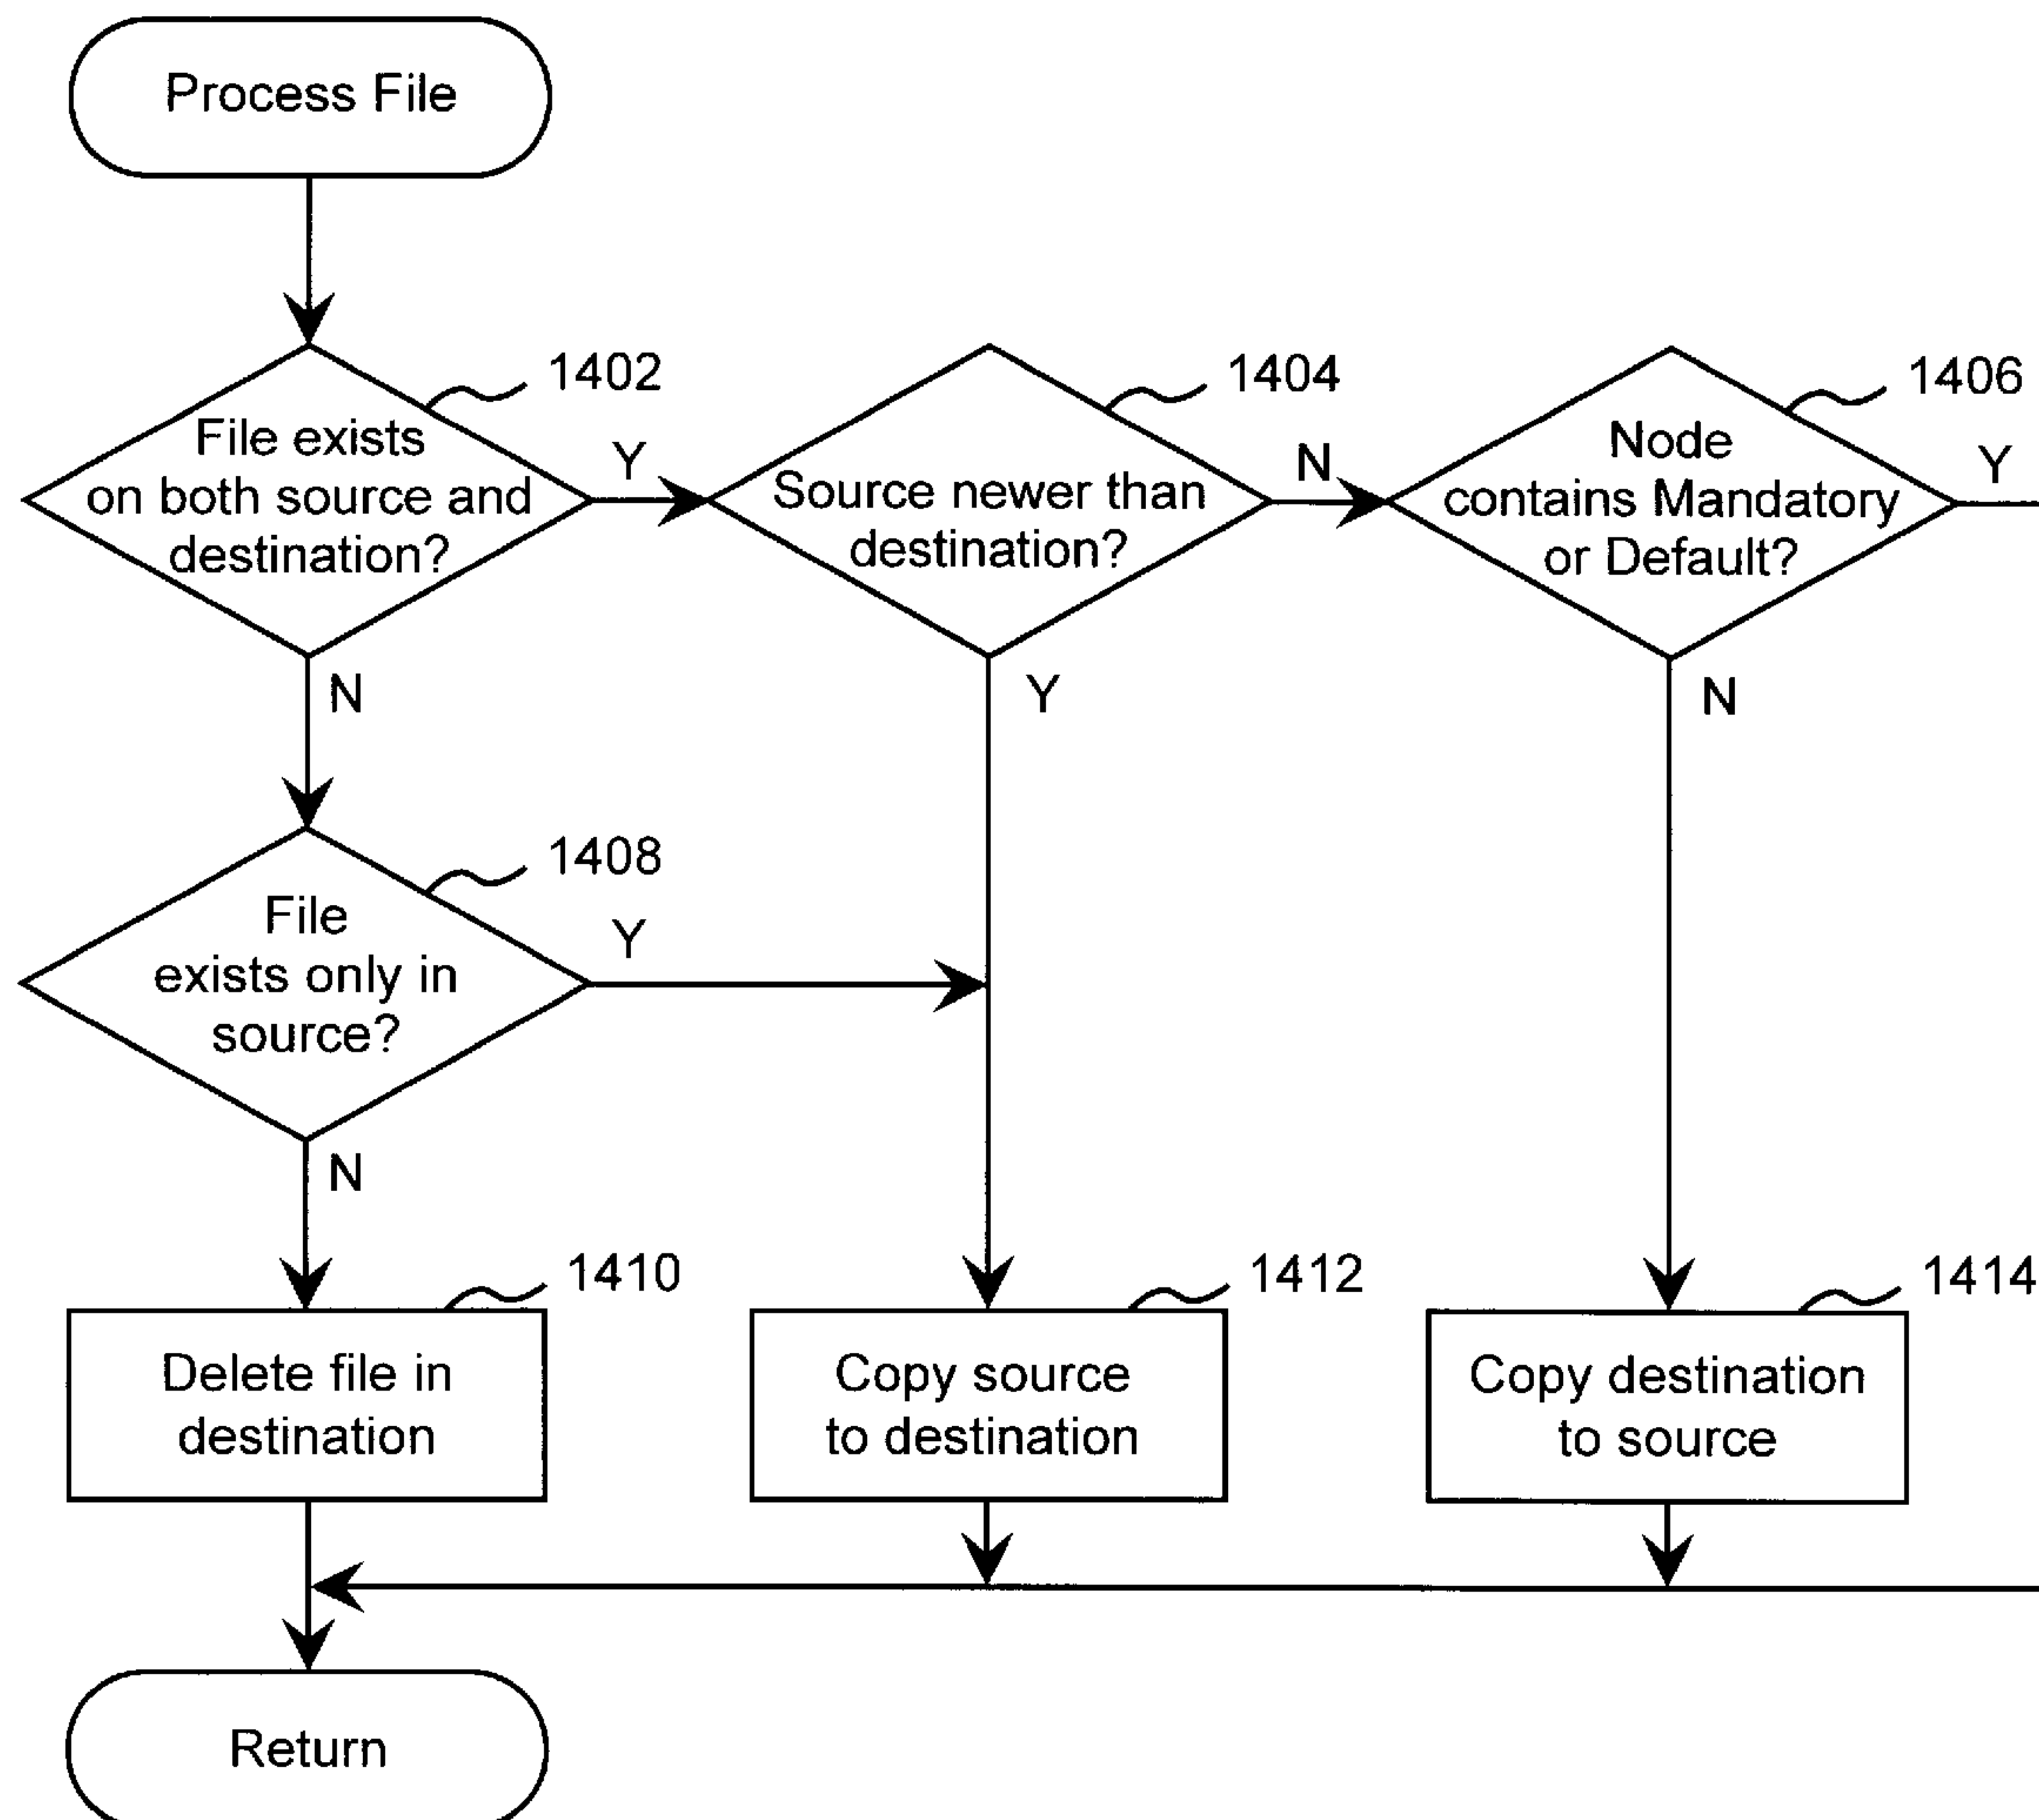 Process File
1402
File exists
on both source and
destination?
Y
1404
Source newer than
destination?
N
1406
Node
contains Mandatory
or Default?
Y
N
Y
N
1408
File
exists only in
source?
Y
N
1410
Delete file in
destination
1412
Copy source
to destination
1414
Copy destination
to source
Return